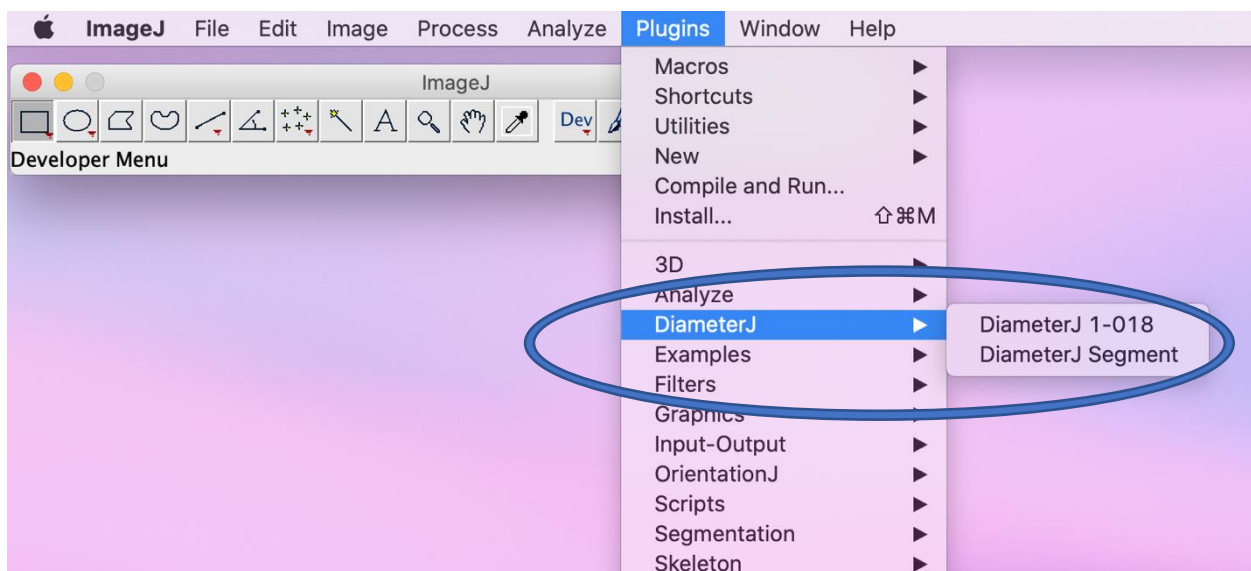 ImageJ File Edit Image Process Analyze Plugins Window Help
ImageJ
A Dev
Developer Menu
Macros
Shortcuts
Utilities
New
Compile and Run...
Install... ⇧⌘M
3D
Analyze
DiameterJ
DiameterJ 1-018
DiameterJ Segment
Examples
Filters
Graphics
Input-Output
OrientationJ
Scripts
Segmentation
Skeleton